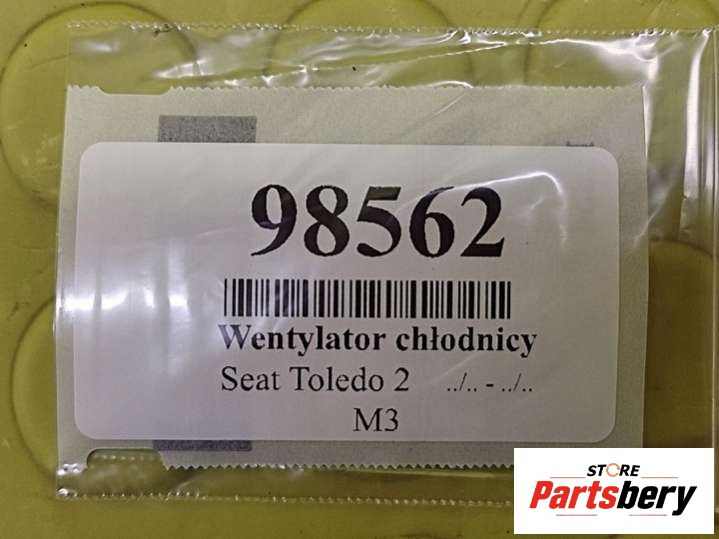 98562
Wentylator chłodnicy
Seat Toledo 2 ../.. - ../..
M3
STORE
Partsbery